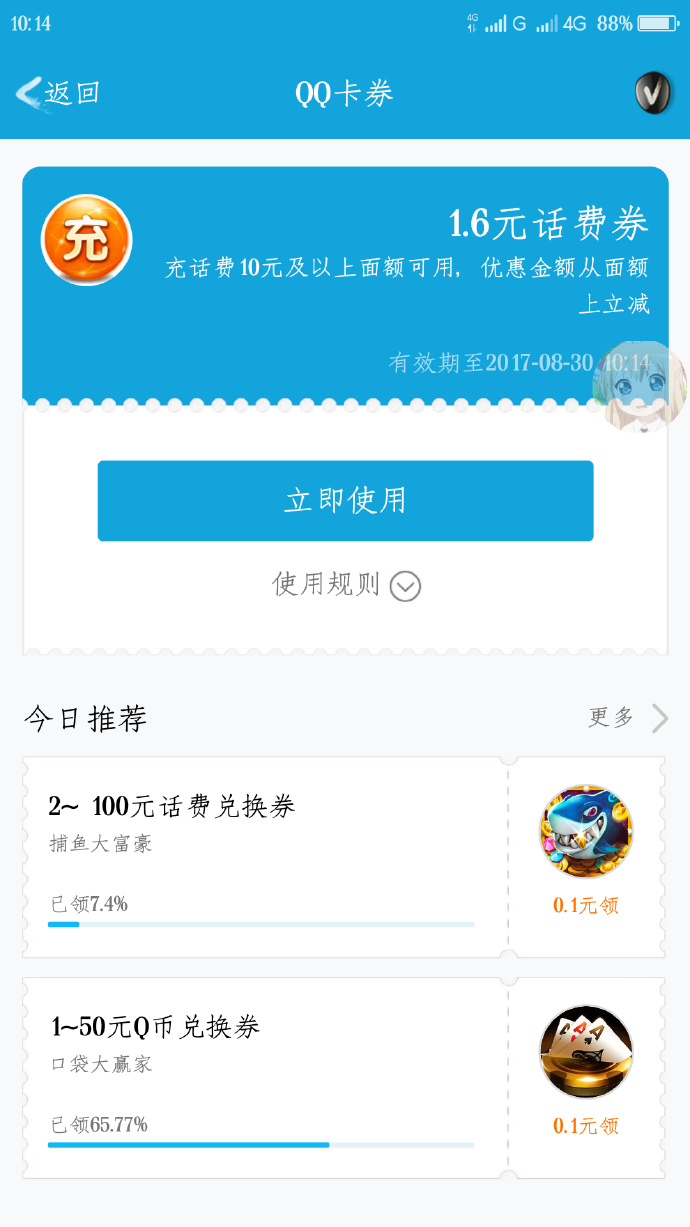 10:14 4G G 4G 88%
返回 QQ卡券
充
1.6元话费券
充话费10元及以上面额可用，优惠金额从面额
上立减
有效期至2017-08-30 10:14
立即使用
使用规则
今日推荐 更多
2~ 100元话费兑换券
捕鱼大富豪
已领7.4%
0.1元领
1~50元Q币兑换券
口袋大赢家
已领65.77%
0.1元领